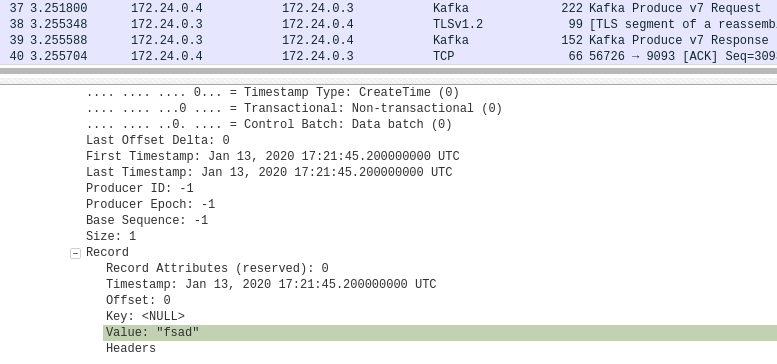 37 3.251800 172.24.0.4 172.24.0.3 Kafka 222 Kafka Produce v7 Request
38 3.255348 172.24.0.3 172.24.0.4 TLSv1.2 99 [TLS segment of a reassemb
39 3.255588 172.24.0.3 172.24.0.4 Kafka 152 Kafka Produce v7 Response
40 3.255704 172.24.0.4 172.24.0.3 TCP 66 56726 → 9093 [ACK] Seq=309
.... .... .... 0... = Timestamp Type: CreateTime (0)
.... .... ...0 .... = Transactional: Non-transactional (0)
.... .... ..0. .... = Control Batch: Data batch (0)
Last Offset Delta: 0
First Timestamp: Jan 13, 2020 17:21:45.200000000 UTC
Last Timestamp: Jan 13, 2020 17:21:45.200000000 UTC
Producer ID: -1
Producer Epoch: -1
Base Sequence: -1
Size: 1
Record
Record Attributes (reserved): 0
Timestamp: Jan 13, 2020 17:21:45.200000000 UTC
Offset: 0
Key: <NULL>
Value: "fsad"
Headers